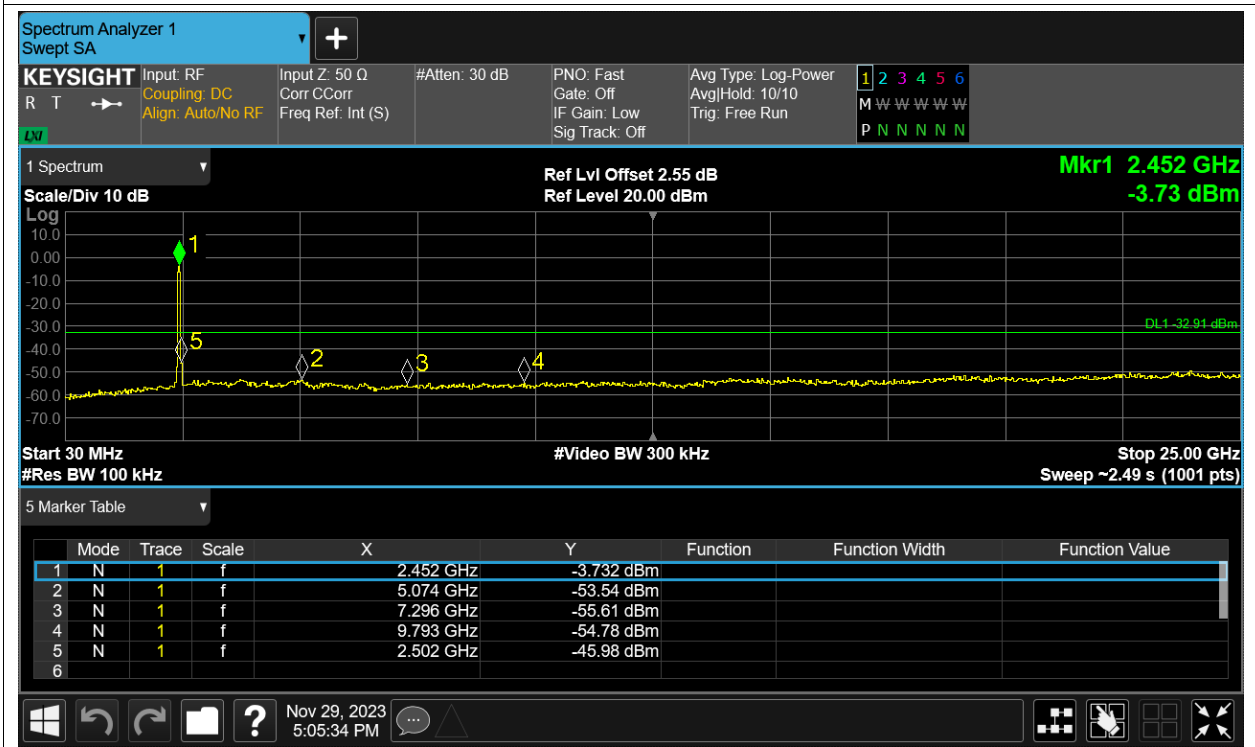 Spectrum Analyzer 1
Swept SA
KEYSIGHT
R T
LXI
Input: RF
Coupling: DC
Align: Auto/No RF
Input Z: 50 Ω
Corr CCorr
Freq Ref: Int (S)
#Atten: 30 dB
PNO: Fast
Gate: Off
IF Gain: Low
Sig Track: Off
Avg Type: Log-Power
Avg|Hold: 10/10
Trig: Free Run
1 2 3 4 5 6
M W W W W W
P N N N N N
1 Spectrum
Scale/Div 10 dB
Ref Lvl Offset 2.55 dB
Ref Level 20.00 dBm
Mkr1 2.452 GHz
-3.73 dBm
Log
10.0
0.00
-10.0
-20.0
-30.0
-40.0
-50.0
-60.0
-70.0
1
5
2
3
4
DL1 -32.91 dBm
Start 30 MHz
#Res BW 100 kHz
#Video BW 300 kHz
Stop 25.00 GHz
Sweep ~2.49 s (1001 pts)
5 Marker Table
Mode Trace Scale X Y Function Function Width Function Value
1 N 1 f 2.452 GHz -3.732 dBm
2 N 1 f 5.074 GHz -53.54 dBm
3 N 1 f 7.296 GHz -55.61 dBm
4 N 1 f 9.793 GHz -54.78 dBm
5 N 1 f 2.502 GHz -45.98 dBm
6
?
Nov 29, 2023
5:05:34 PM